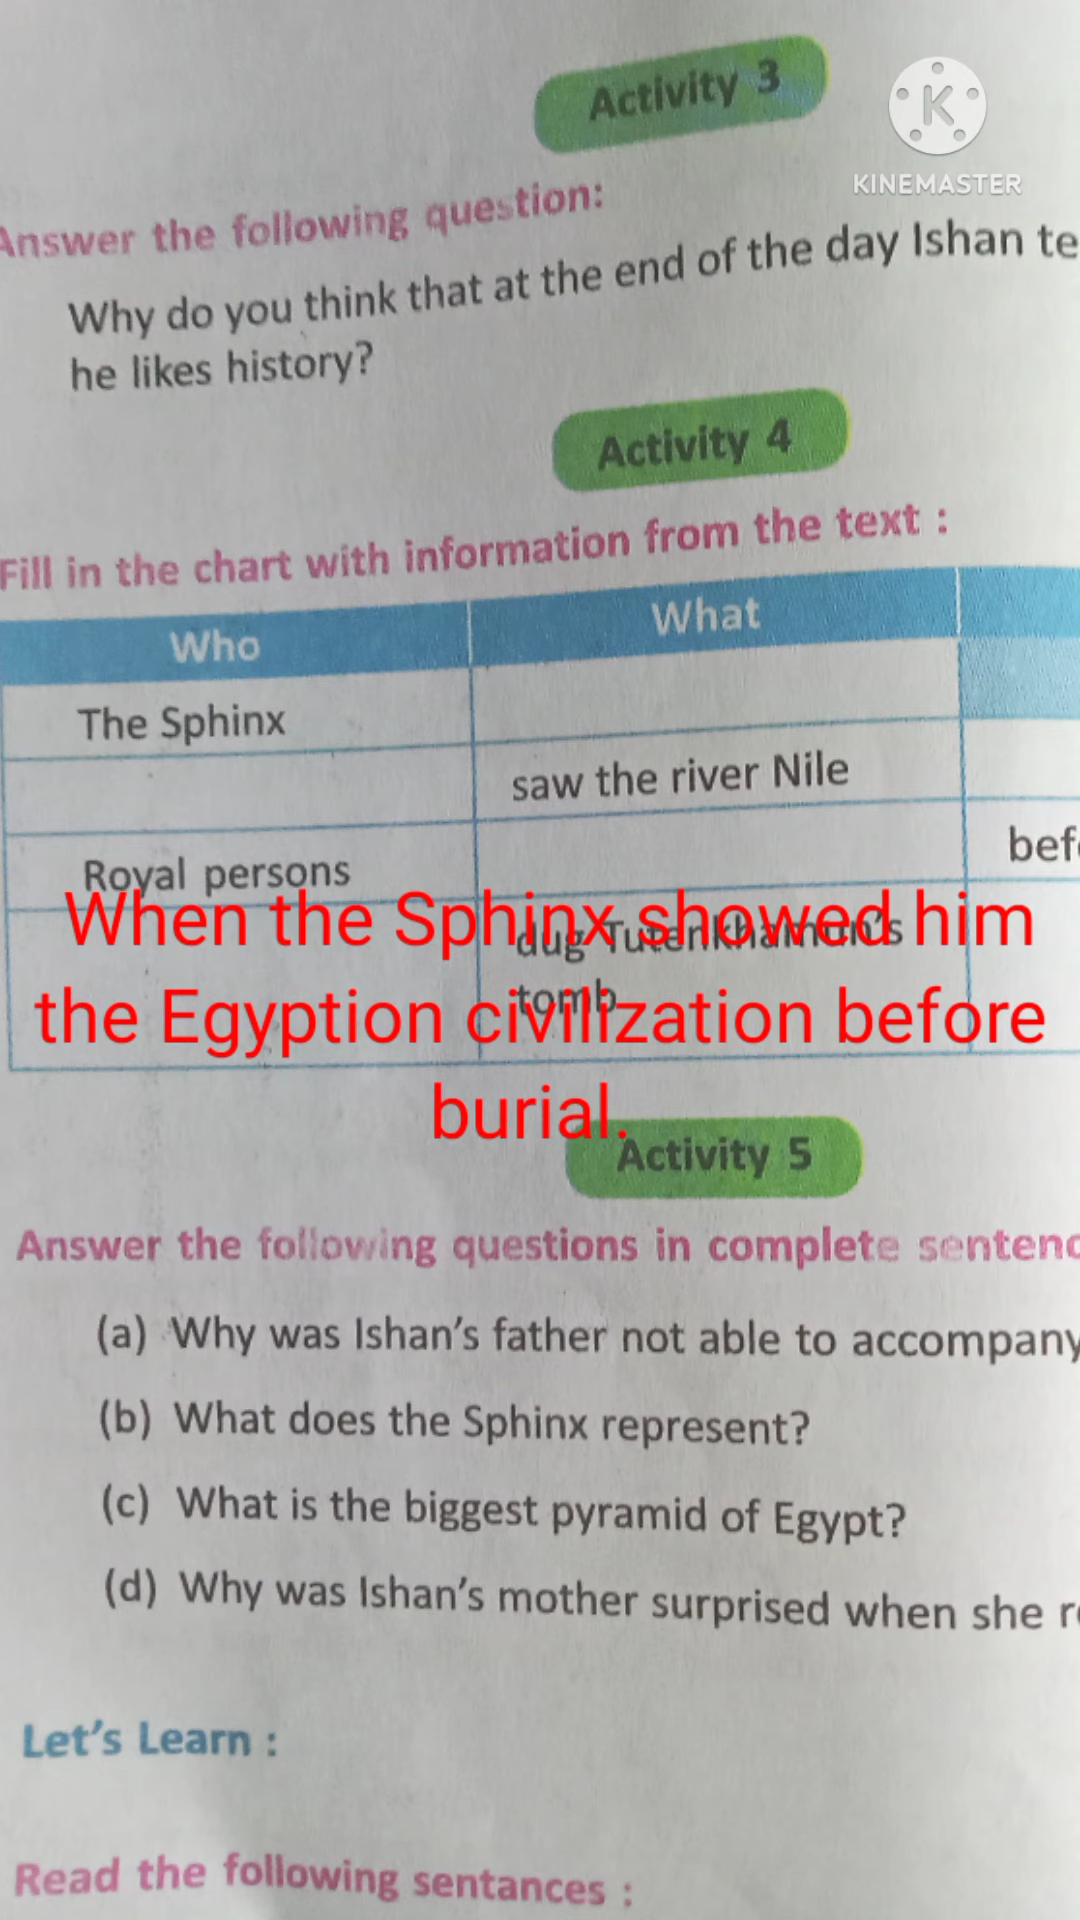 Activity 3
KINEMASTER
Answer the following question:
Why do you think that at the end of the day Ishan te
he likes history?
Activity 4
Fill in the chart with information from the text :
Who What
The Sphinx
saw the river Nile
Royal persons bef
dug Tutenkhamun's
tomb
When the Sphinx showed him
the Egyption civilization before
burial.
Activity 5
Answer the following questions in complete sentenc
(a) Why was Ishan's father not able to accompany
(b) What does the Sphinx represent?
(c) What is the biggest pyramid of Egypt?
(d) Why was Ishan's mother surprised when she re
Let's Learn :
Read the following sentances :